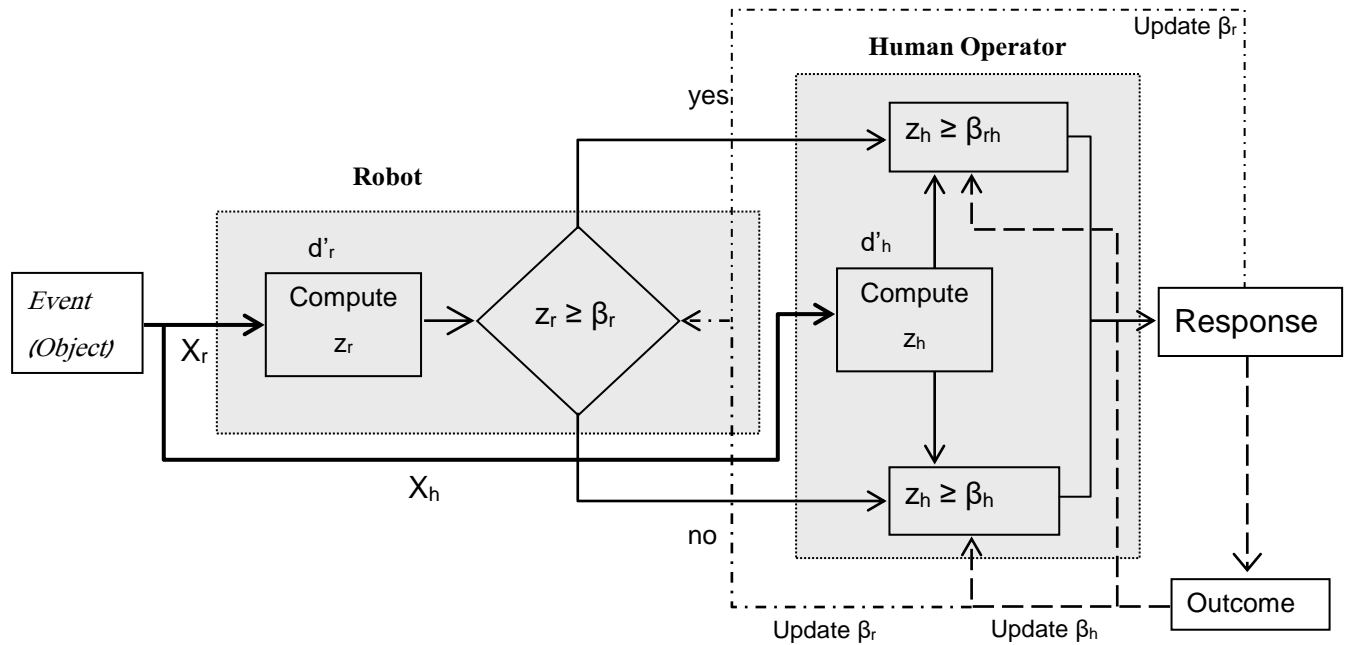 Update βᵣ
Human Operator
yes
zₕ ≥ βᵣₕ
Robot
d'ᵣ
d'ₕ
Event
(Object)
Xᵣ
Compute
zᵣ
zᵣ ≥ βᵣ
Compute
zₕ
Response
Xₕ
zₕ ≥ βₕ
no
Outcome
Update βᵣ
Update βₕ